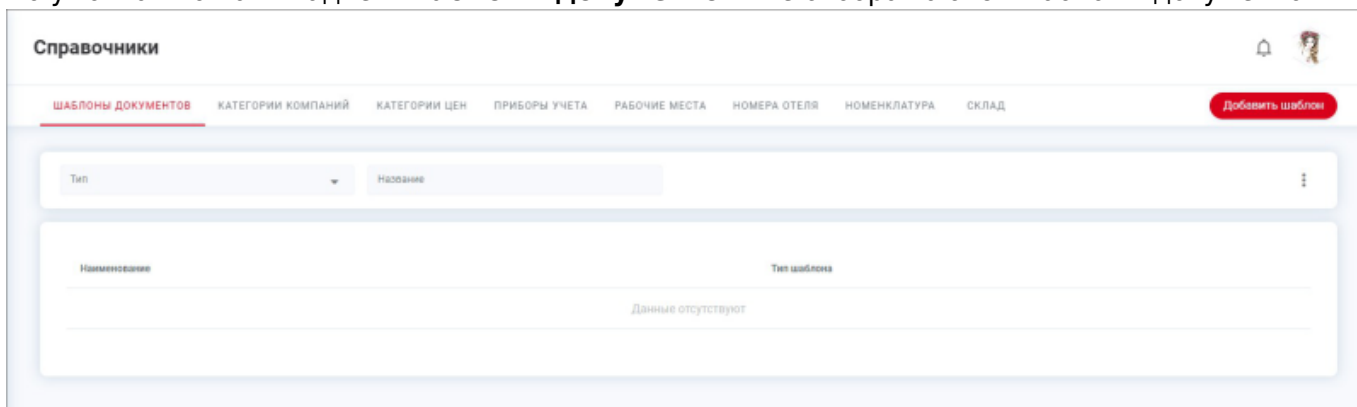 Справочники
ШАБЛОНЫ ДОКУМЕНТОВ КАТЕГОРИИ КОМПАНИЙ КАТЕГОРИИ ЦЕН ПРИБОРЫ УЧЕТА РАБОЧИЕ МЕСТА НОМЕРА ОТЕЛЯ НОМЕНКЛАТУРА СКЛАД Добавить шаблон
Тип Название
Наименование Тип шаблона
Данные отсутствуют